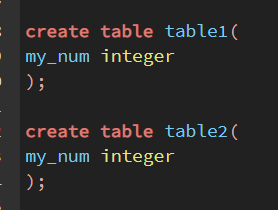 create table table1(
my_num integer
);
create table table2(
my_num integer
);